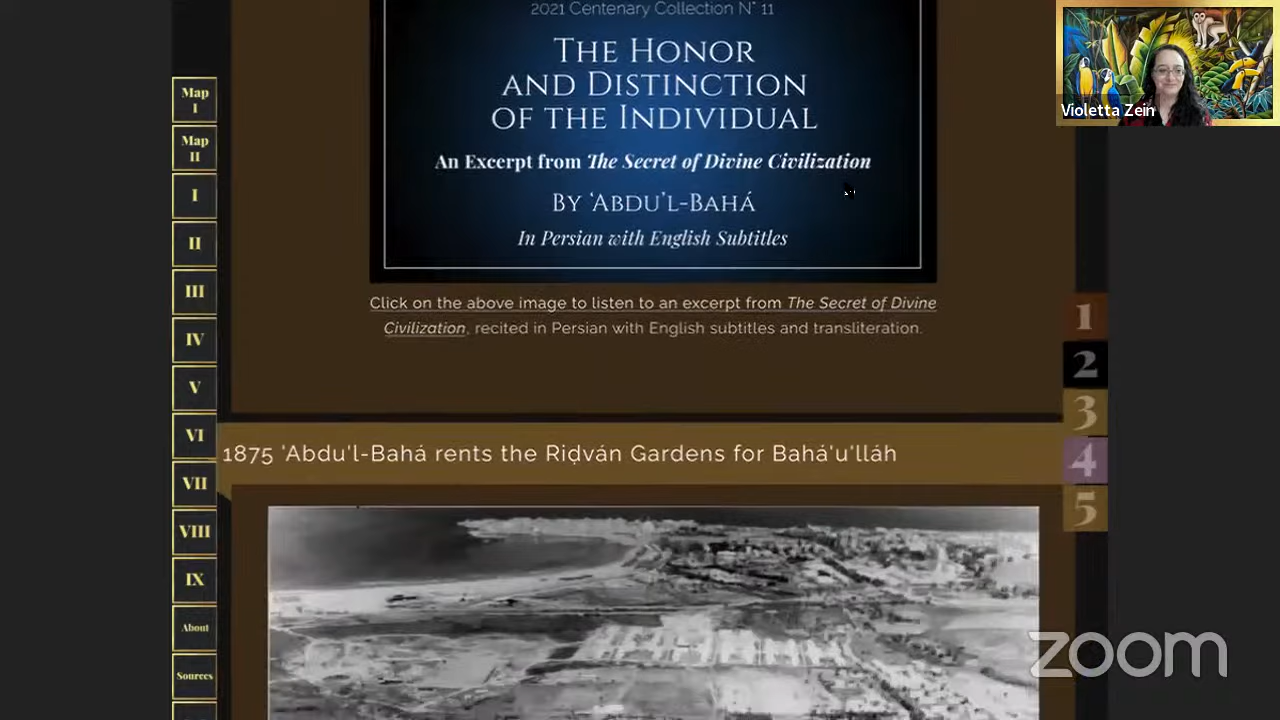 2021 Centenary Collection N° 11
The Honor
and Distinction
of the Individual
An Excerpt from The Secret of Divine Civilization
By ‘Abdu’l-Bahá
In Persian with English Subtitles
Click on the above image to listen to an excerpt from The Secret of Divine
Civilization, recited in Persian with English subtitles and transliteration.
1875 'Abdu'l-Bahá rents the Riḍván Gardens for Bahá'u'lláh
Map
I
Map
II
I
II
III
IV
V
VI
VII
VIII
IX
About
Sources
1
2
3
4
5
Violetta Zein
zoom